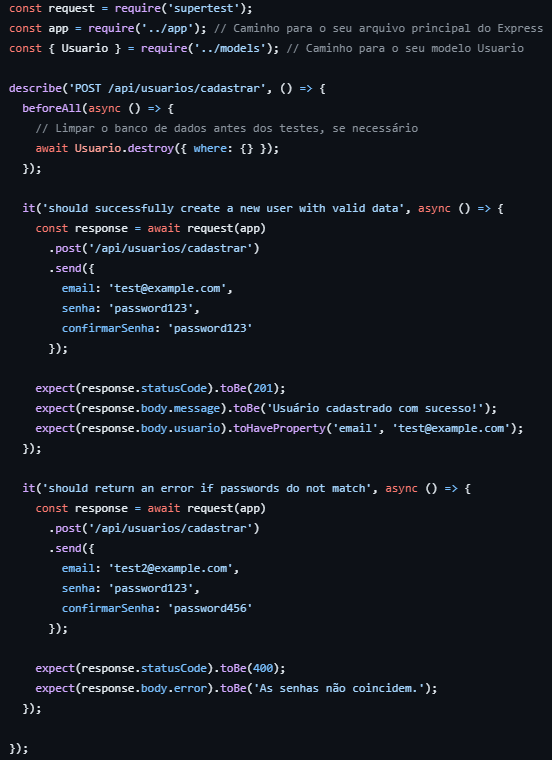 const request = require('supertest');
const app = require('../app'); // Caminho para o seu arquivo principal do Express
const { Usuario } = require('../models'); // Caminho para o seu modelo Usuario

describe('POST /api/usuarios/cadastrar', () => {
  beforeAll(async () => {
    // Limpar o banco de dados antes dos testes, se necessário
    await Usuario.destroy({ where: {} });
  });

  it('should successfully create a new user with valid data', async () => {
    const response = await request(app)
      .post('/api/usuarios/cadastrar')
      .send({
        email: 'test@example.com',
        senha: 'password123',
        confirmarSenha: 'password123'
      });

    expect(response.statusCode).toBe(201);
    expect(response.body.message).toBe('Usuário cadastrado com sucesso!');
    expect(response.body.usuario).toHaveProperty('email', 'test@example.com');
  });

  it('should return an error if passwords do not match', async () => {
    const response = await request(app)
      .post('/api/usuarios/cadastrar')
      .send({
        email: 'test2@example.com',
        senha: 'password123',
        confirmarSenha: 'password456'
      });

    expect(response.statusCode).toBe(400);
    expect(response.body.error).toBe('As senhas não coincidem.');
  });

});